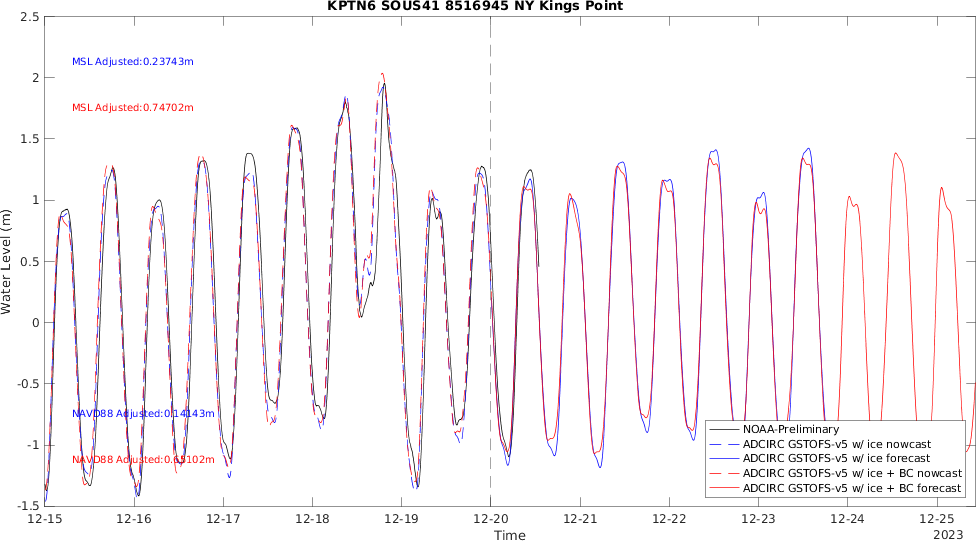 KPTN6 SOUS41 8516945 NY Kings Point
2.5
2
1.5
1
0.5
0
-0.5
-1
-1.5
Water Level (m)
MSL Adjusted:0.23743m
MSL Adjusted:0.74702m
NAVD88 Adjusted:0.14143m
NAVD88 Adjusted:0.65102m
NOAA-Preliminary
ADCIRC GSTOFS-v5 w/ ice nowcast
ADCIRC GSTOFS-v5 w/ ice forecast
ADCIRC GSTOFS-v5 w/ ice + BC nowcast
ADCIRC GSTOFS-v5 w/ ice + BC forecast
12-15 12-16 12-17 12-18 12-19 12-20 12-21 12-22 12-23 12-24 12-25
Time
2023